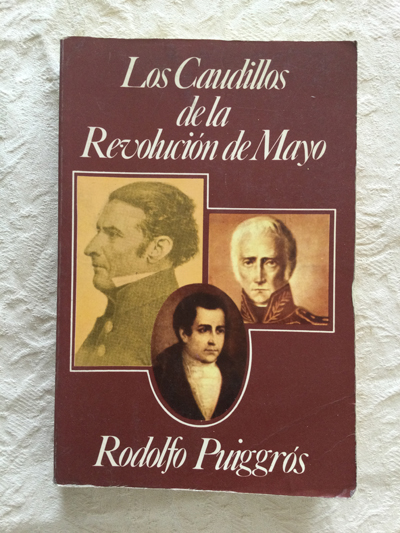 Los Caudillos
de la
Revolución de Mayo
Rodolfo Puiggrós